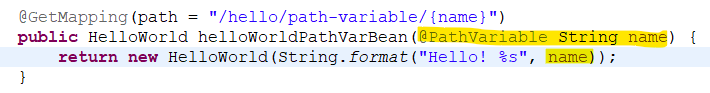 @GetMapping(path = "/hello/path-variable/{name}")
public HelloWorld helloWorldPathVarBean(@PathVariable String name) {
return new HelloWorld(String.format("Hello! %s", name));
}